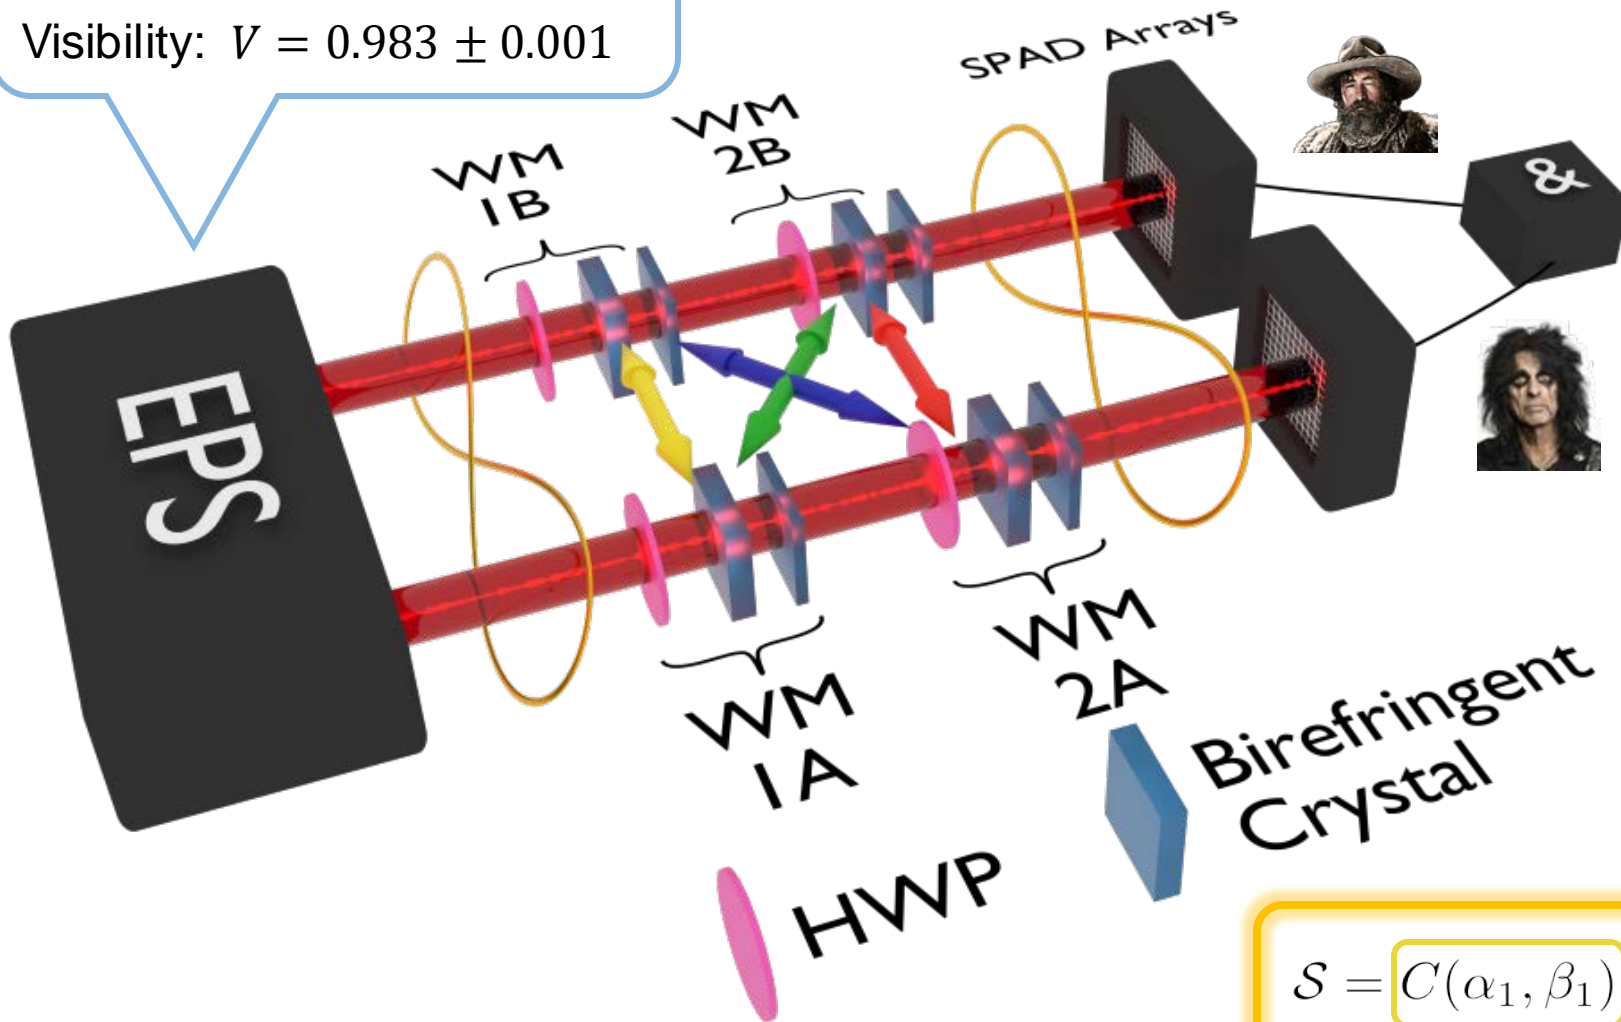 Visibility: V = 0.983 ± 0.001
SPAD Arrays
WM
2B
WM
1B
&
EPS
WM
2A
WM
1A
Birefringent
Crystal
HWP
S = C(α₁, β₁)